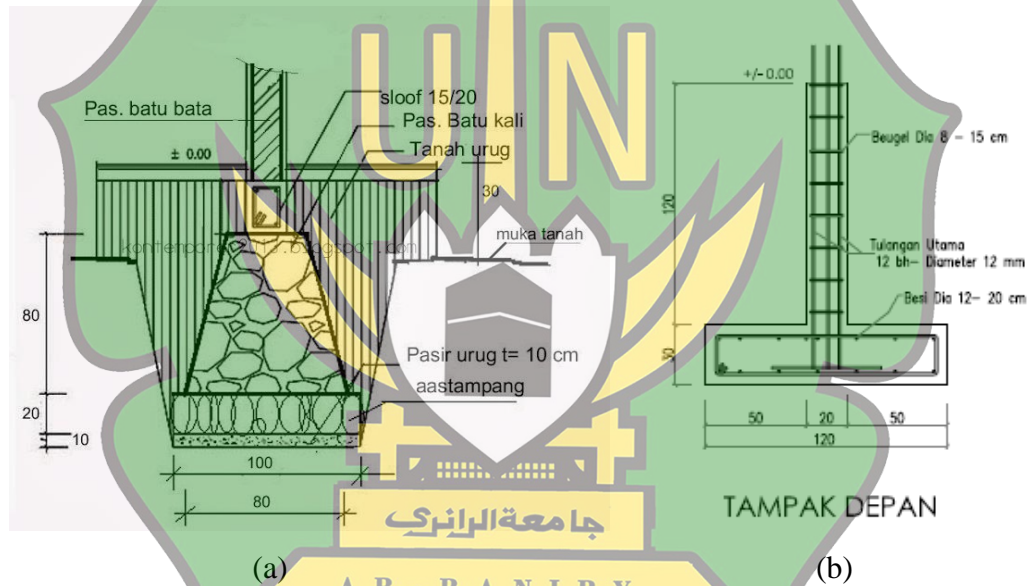 UIN
sloof 15/20
Pas. batu bata
Pas. Batu kali
± 0.00
Tanah urug
30
muka tanah
80
Pasir urug t= 10 cm
aastampang
20
10
100
80
(a)
+/- 0.00
Beugel Dia 8 - 15 cm
120
Tulangan Utama
12 bh- Diameter 12 mm
Besi Dia 12- 20 cm
50
20
50
120
TAMPAK DEPAN
(b)
جامعة الرانري
AR-RANIRY